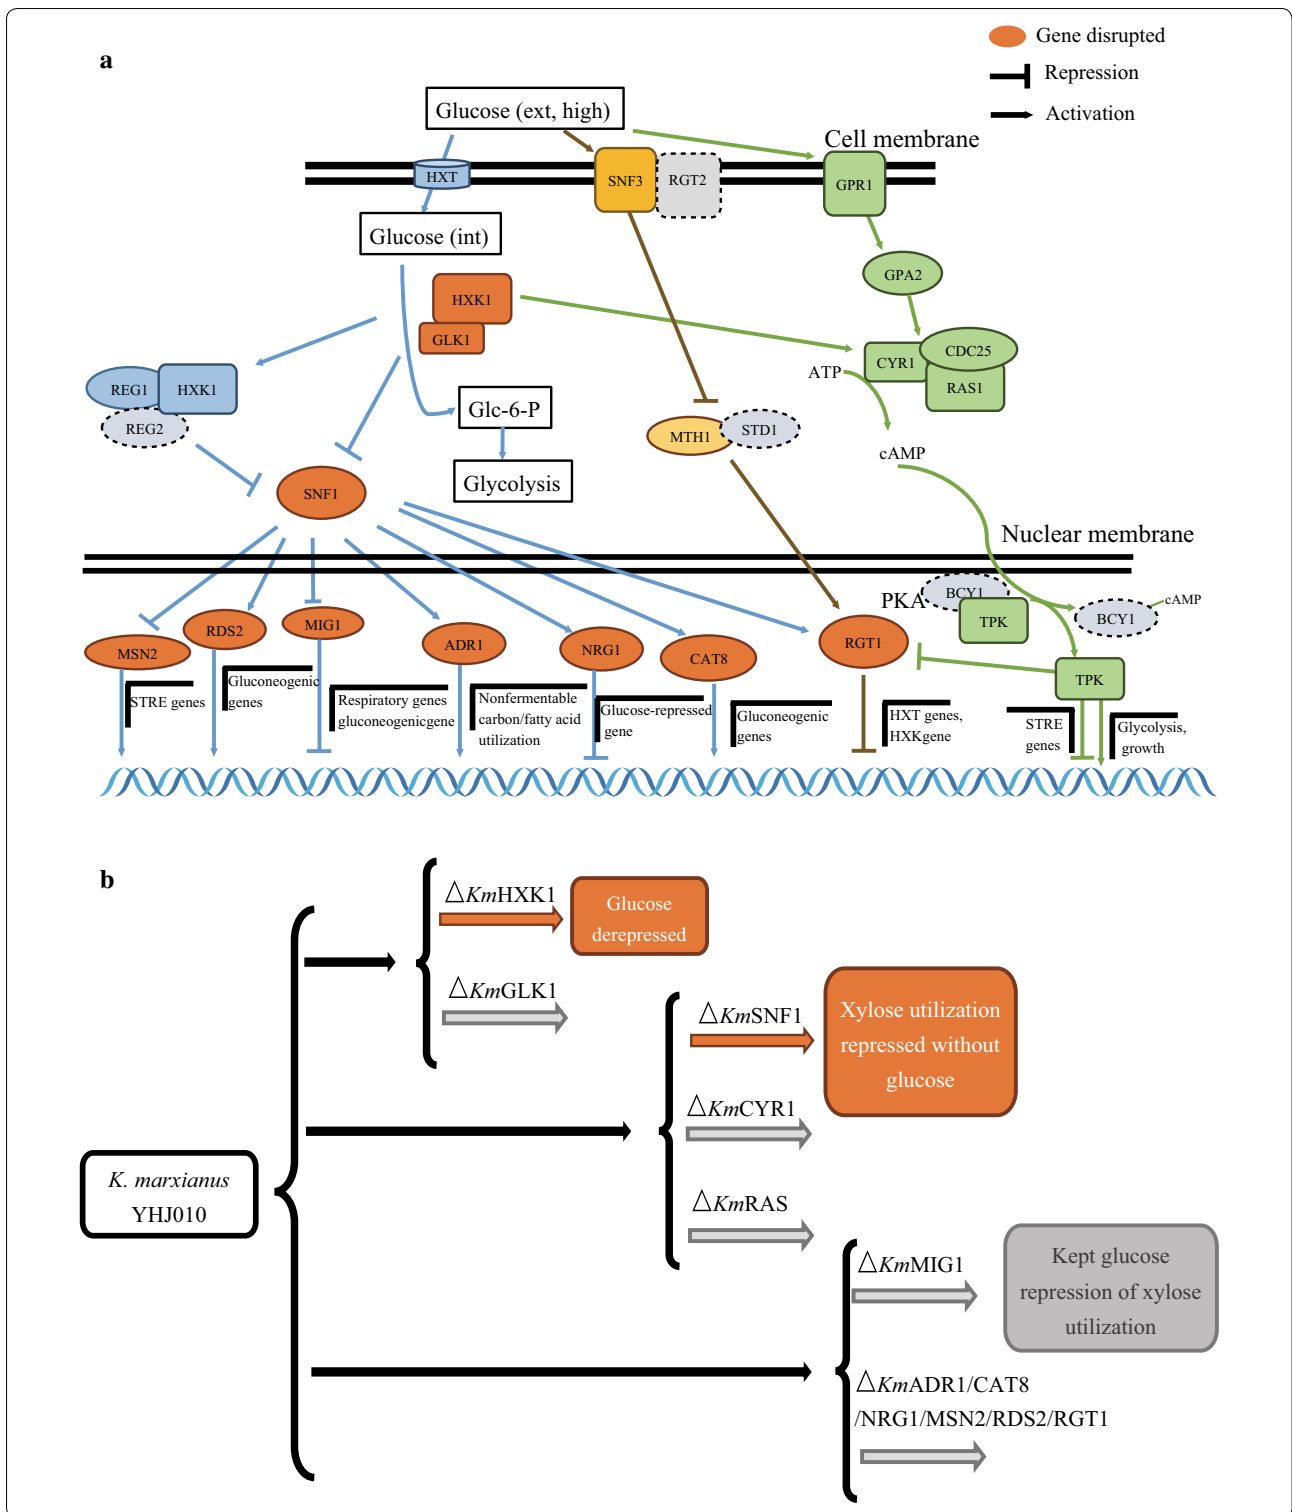 a
Gene disrupted
Repression
Activation
Glucose (ext, high)
Cell membrane
HXT
SNF3
RGT2
GPR1
Glucose (int)
GPA2
HXK1
GLK1
CDC25
CYR1
RAS1
ATP
REG1
HXK1
REG2
Glc-6-P
MTH1
STD1
cAMP
Glycolysis
SNF1
Nuclear membrane
PKA
BCY1
TPK
BCY1
cAMP
MSN2
RDS2
MIG1
ADR1
NRG1
CAT8
RGT1
TPK
STRE genes
Gluconeogenic
genes
Respiratory genes
gluconeogenicgene
Nonfermentable
carbon/fatty acid
utilization
Glucose-repressed
gene
Gluconeogenic
genes
HXT genes,
HXKgene
STRE
genes
Glycolysis,
growth
b
△KmHXK1
Glucose
derepressed
△KmGLK1
△KmSNF1
Xylose utilization
repressed without
glucose
△KmCYR1
△KmRAS
K. marxianus
YHJ010
△KmMIG1
Kept glucose
repression of xylose
utilization
△KmADR1/CAT8
/NRG1/MSN2/RDS2/RGT1